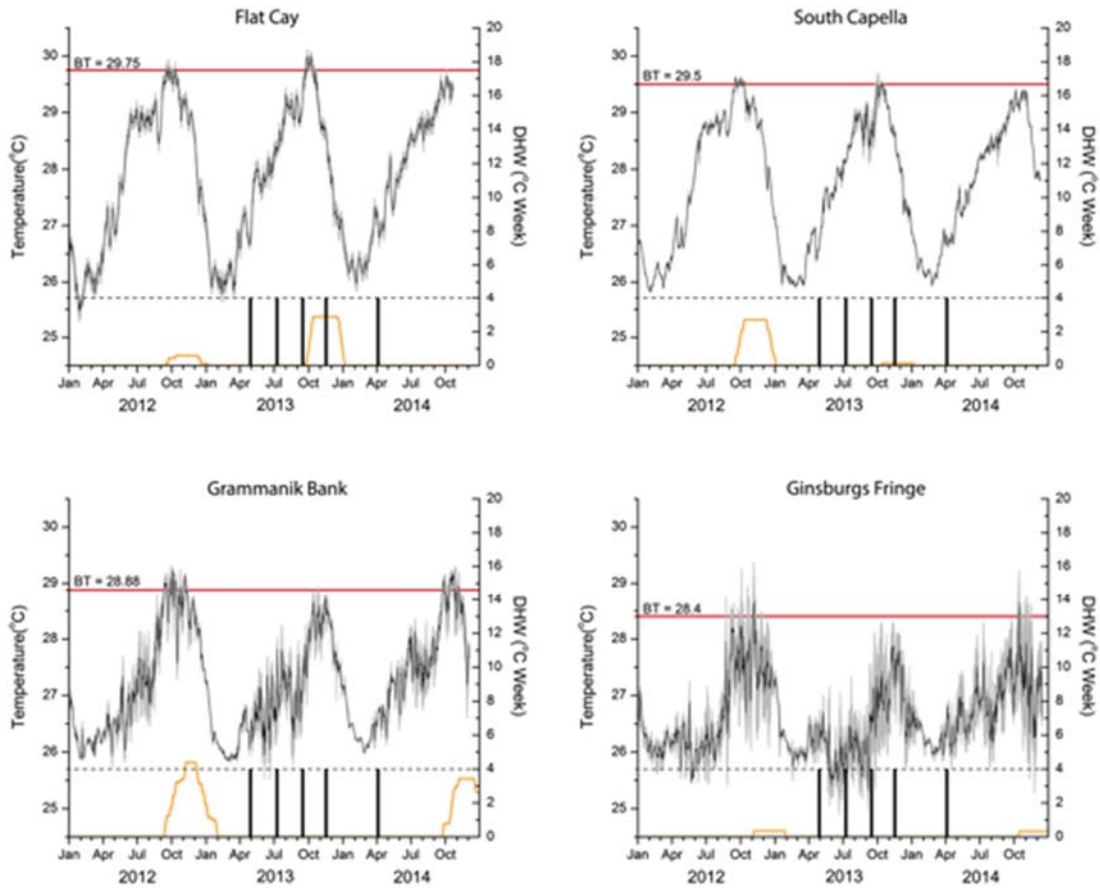 Flat Cay
30
29
28
27
26
25
Temperature(°C)
BT = 29.75
20
18
16
14
12
10
8
6
4
2
0
DHW (°C Week)
Jan Apr Jul Oct Jan Apr Jul Oct Jan Apr Jul Oct
2012 2013 2014
South Capella
30
29
28
27
26
25
Temperature(°C)
BT = 29.5
20
18
16
14
12
10
8
6
4
2
0
DHW (°C Week)
Jan Apr Jul Oct Jan Apr Jul Oct Jan Apr Jul Oct
2012 2013 2014
Grammanik Bank
30
29
28
27
26
25
Temperature(°C)
BT = 28.88
20
18
16
14
12
10
8
6
4
2
0
DHW (°C Week)
Jan Apr Jul Oct Jan Apr Jul Oct Jan Apr Jul Oct
2012 2013 2014
Ginsburgs Fringe
30
29
28
27
26
25
Temperature(°C)
BT = 28.4
20
18
16
14
12
10
8
6
4
2
0
DHW (°C Week)
Jan Apr Jul Oct Jan Apr Jul Oct Jan Apr Jul Oct
2012 2013 2014